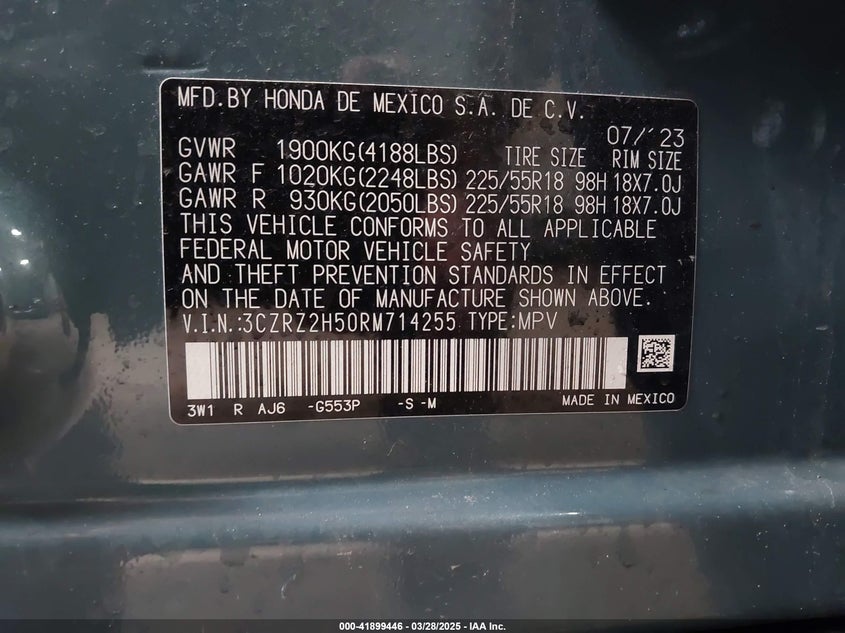 MFD.BY HONDA DE MEXICO S.A. DE C.V.
07/'23
GVWR 1900KG(4188LBS) TIRE SIZE RIM SIZE
GAWR F 1020KG(2248LBS) 225/55R18 98H 18X7.0J
GAWR R 930KG(2050LBS) 225/55R18 98H 18X7.0J
THIS VEHICLE CONFORMS TO ALL APPLICABLE
FEDERAL MOTOR VEHICLE SAFETY
AND THEFT PREVENTION STANDARDS IN EFFECT
ON THE DATE OF MANUFACTURE SHOWN ABOVE.
V.I.N.:3CZRZ2H50RM714255 TYPE:MPV
3W1 R AJ6 -G553P -S -M MADE IN MEXICO
000-41899446 - 03/28/2025 - IAA Inc.